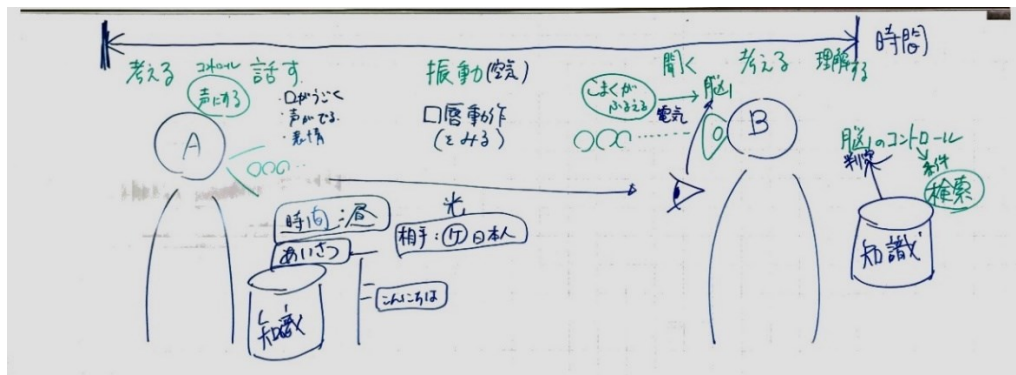 時間
考える コントロール 話す 振動(空気) 聞く 考える 理解する
声にする
・口がうごく
・声がでる
・表情
口唇動作
(をみる)
こまくが
ふるえる
電気
脳
A
B
脳のコントロール
判断
条件
検索
知識
光
時間:昼
相手:ケ 日本人
あいさつ
こんにちは
知識